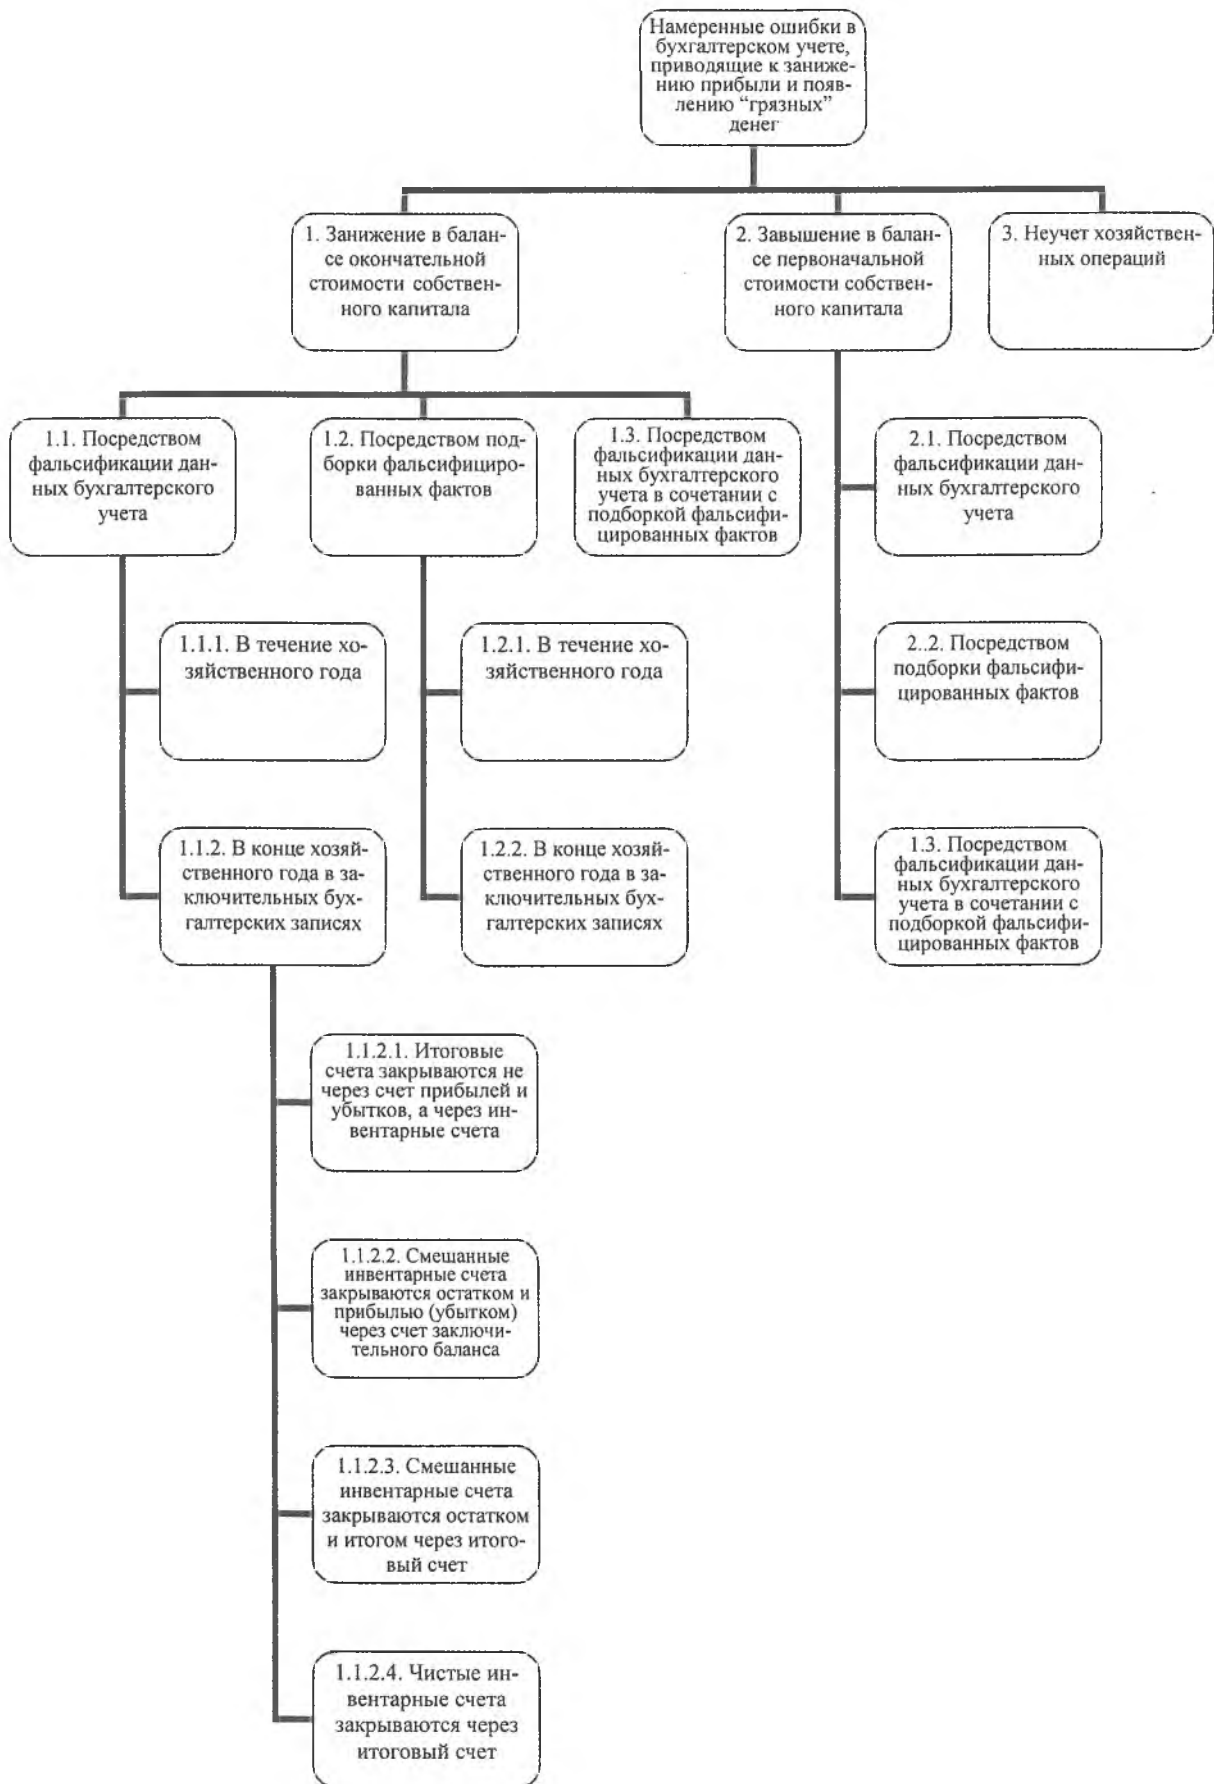 Намеренные ошибки в
бухгалтерском учете,
приводящие к заниже-
нию прибыли и появ-
лению “грязных”
денег
1. Занижение в балан-
се окончательной
стоимости собствен-
ного капитала
2. Завышение в балан-
се первоначальной
стоимости собствен-
ного капитала
3. Неучет хозяйствен-
ных операций
1.1. Посредством
фальсификации дан-
ных бухгалтерского
учета
1.2. Посредством под-
борки фальсифициро-
ванных фактов
1.3. Посредством
фальсификации дан-
ных бухгалтерского
учета в сочетании с
подборкой фальсифи-
цированных фактов
2.1. Посредством
фальсификации дан-
ных бухгалтерского
учета
1.1.1. В течение хо-
зяйственного года
1.2.1. В течение хо-
зяйственного года
2..2. Посредством
подборки фальсифи-
цированных фактов
1.1.2. В конце хозяй-
ственного года в за-
ключительных бух-
галтерских записях
1.2.2. В конце хозяй-
ственного года в за-
ключительных бух-
галтерских записях
1.3. Посредством
фальсификации дан-
ных бухгалтерского
учета в сочетании с
подборкой фальсифи-
цированных фактов
1.1.2.1. Итоговые
счета закрываются не
через счет прибылей и
убытков, а через ин-
вентарные счета
1.1.2.2. Смешанные
инвентарные счета
закрываются остатком и
прибылью (убытком)
через счет заключи-
тельного баланса
1.1.2.3. Смешанные
инвентарные счета
закрываются остатком
и итогом через итого-
вый счет
1.1.2.4. Чистые ин-
вентарные счета
закрываются через
итоговый счет